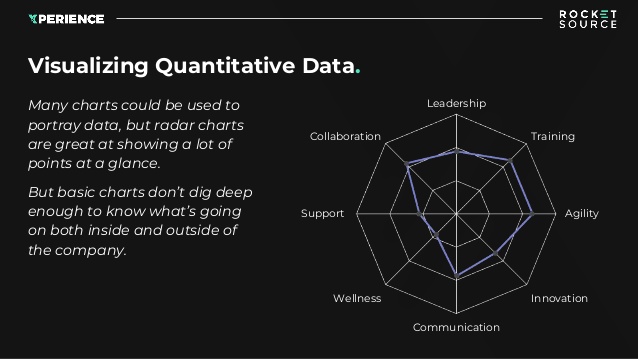 XPERIENCE
ROCKET
SOURCE
Visualizing Quantitative Data.
Many charts could be used to
portray data, but radar charts
are great at showing a lot of
points at a glance.
But basic charts don't dig deep
enough to know what's going
on both inside and outside of
the company.
Leadership
Collaboration
Training
Support
Agility
Wellness
Innovation
Communication